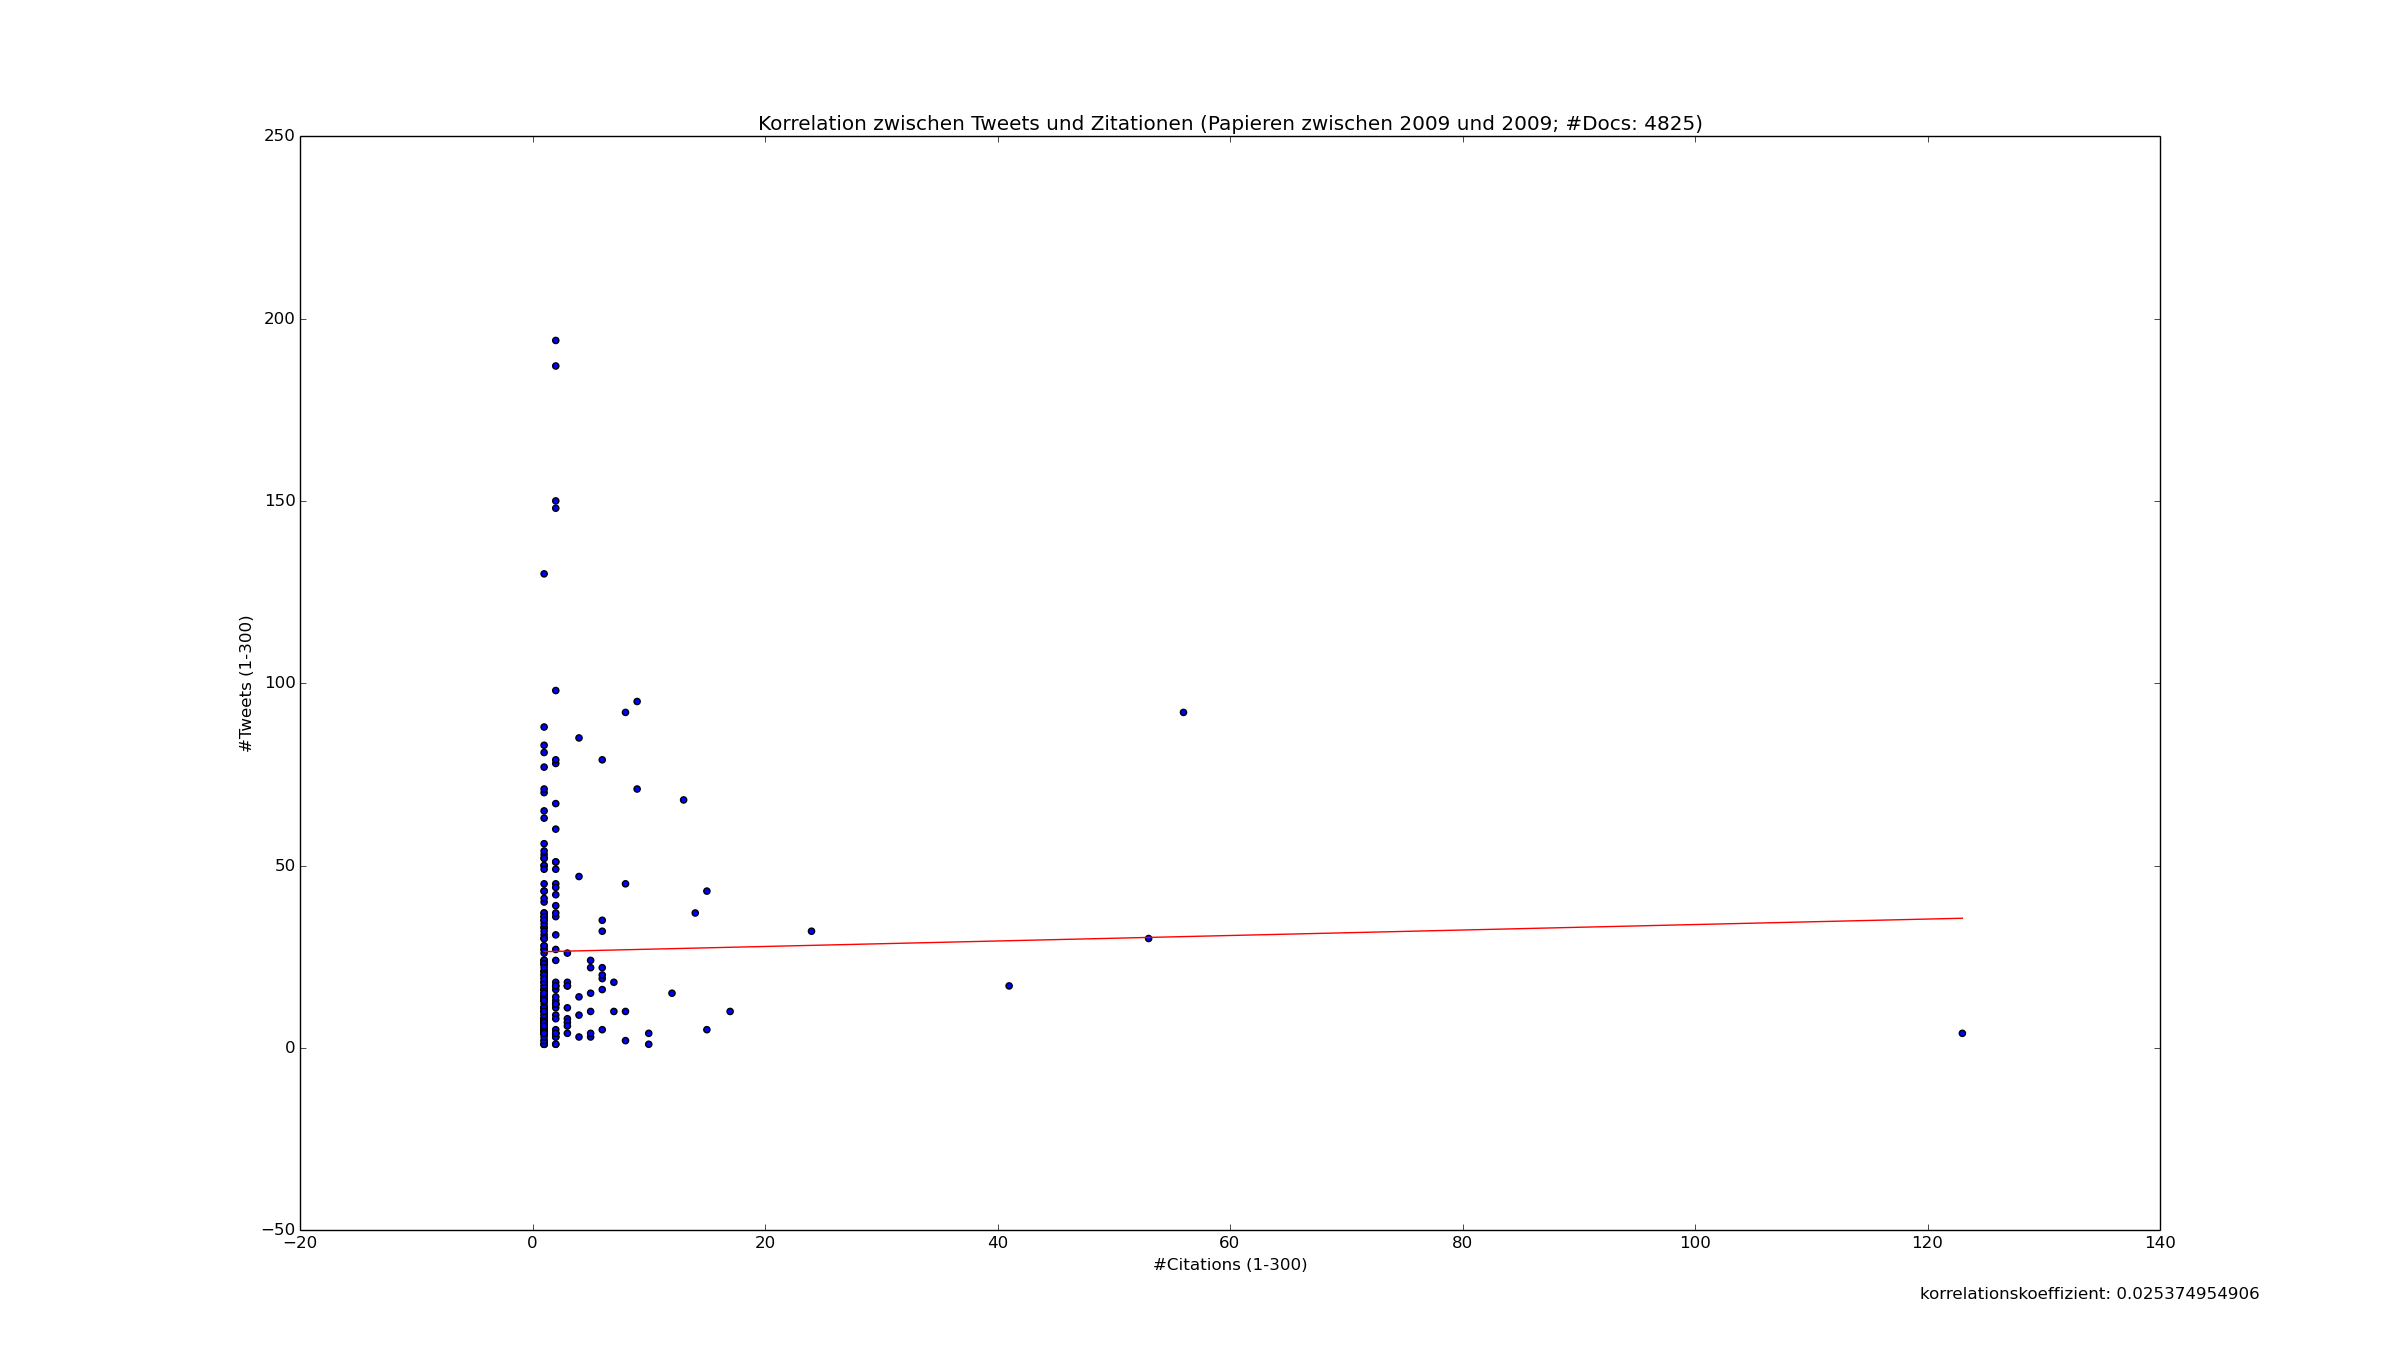 Korrelation zwischen Tweets und Zitationen (Papieren zwischen 2009 und 2009; #Docs: 4825)
250
200
150
100
50
0
−50
#Tweets (1-300)
−20 0 20 40 60 80 100 120 140
#Citations (1-300)
korrelationskoeffizient: 0.025374954906